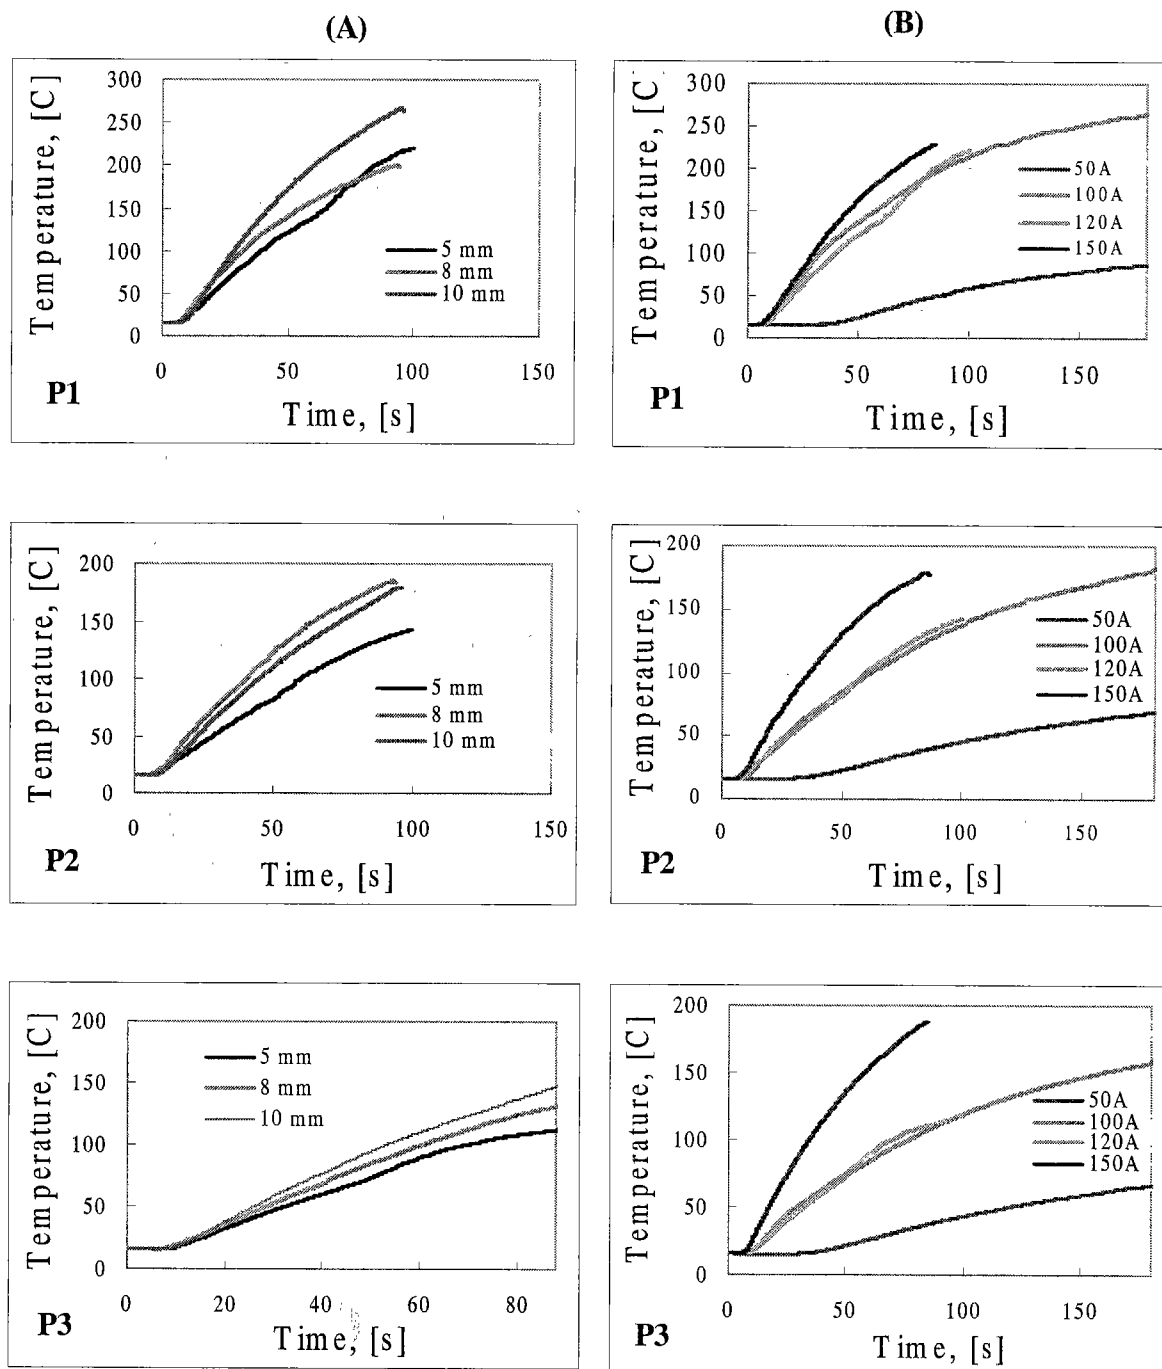 (A)
(B)
Temperature, [C]
300
250
200
150
100
50
0
5 mm
8 mm
10 mm
0 50 100 150
P1
Time, [s]
Temperature, [C
300
250
200
150
100
50
0
50A
100A
120A
150A
0 50 100 150
P1
Time, [s]
Temperature, [C]
200
150
100
50
0
5 mm
8 mm
10 mm
0 50 100 150
P2
Time, [s]
Temperature, [C]
200
150
100
50
0
50A
100A
120A
150A
0 50 100 150
P2
Time, [s]
Temperature, [C]
200
150
100
50
0
5 mm
8 mm
10 mm
0 20 40 60 80
P3
Time, [s]
Temperature, [C]
200
150
100
50
0
50A
100A
120A
150A
0 50 100 150
P3
Time, [s]